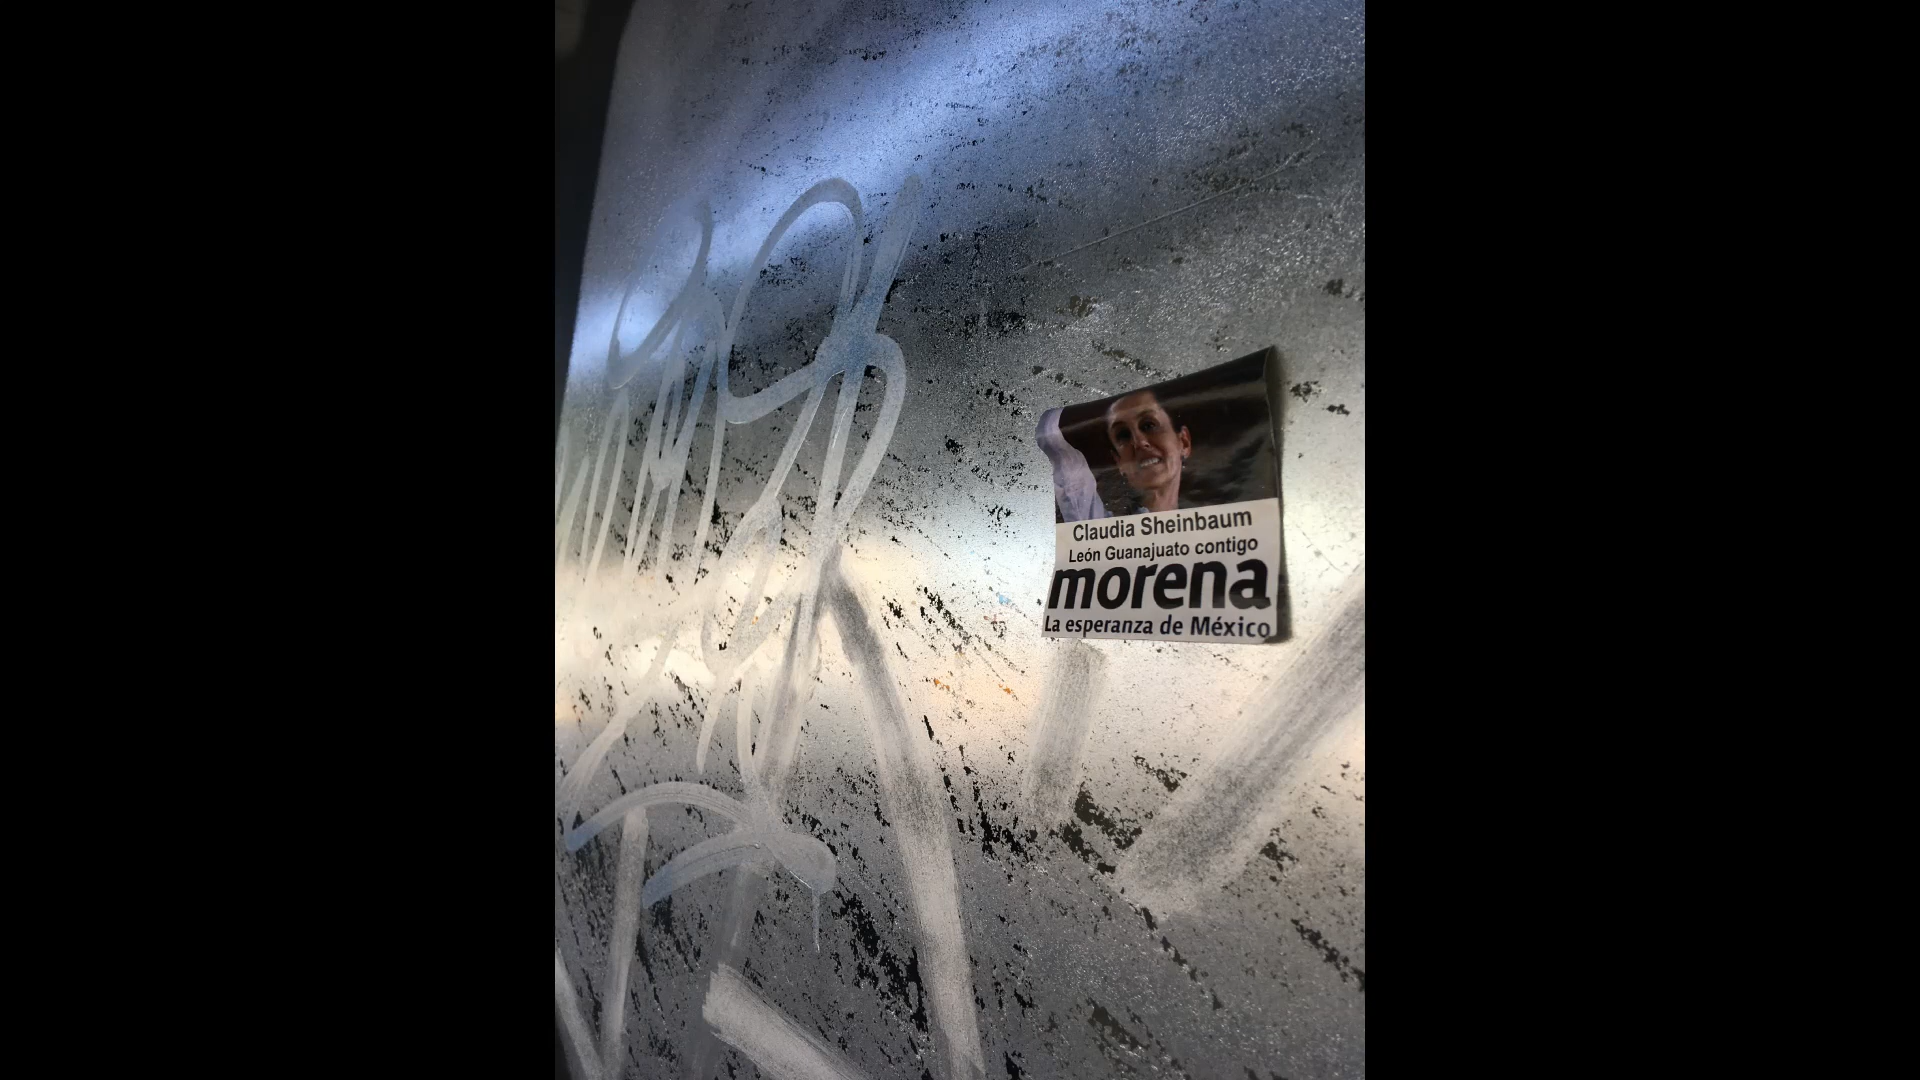 Claudia Sheinbaum
León Guanajuato contigo
morena
La esperanza de México